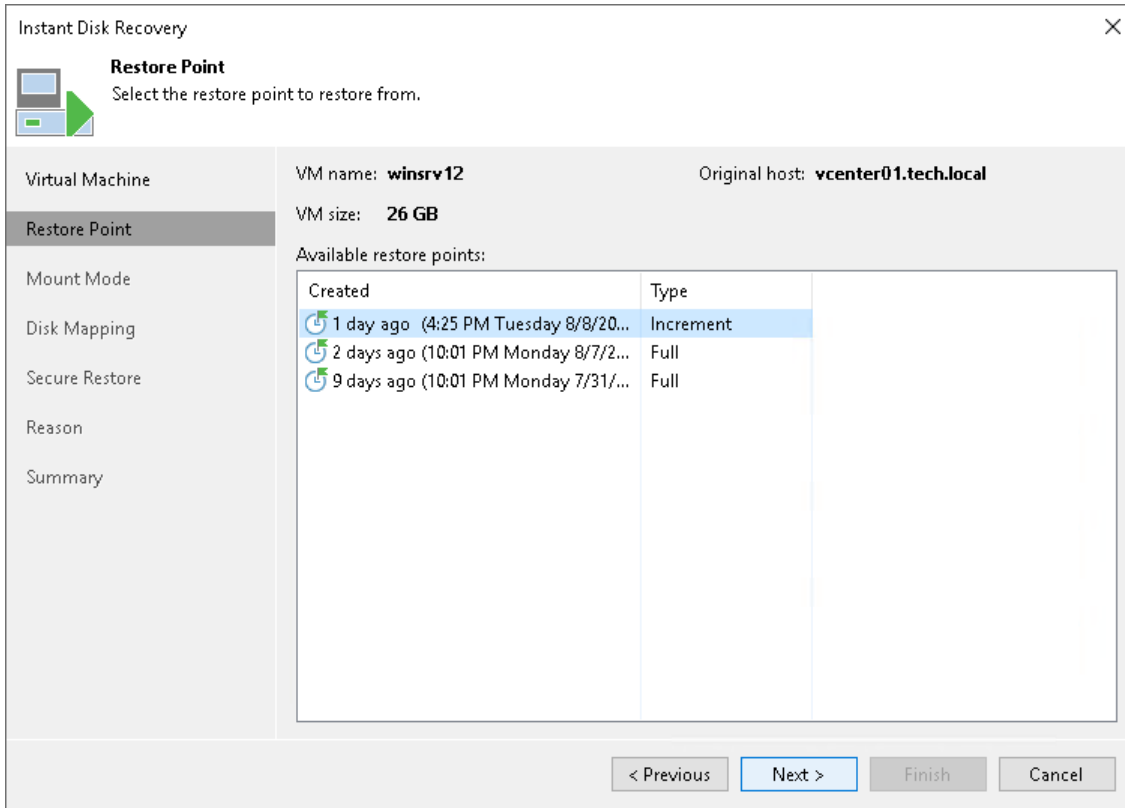 Instant Disk Recovery
Restore Point
Select the restore point to restore from.
Virtual Machine
Restore Point
Mount Mode
Disk Mapping
Secure Restore
Reason
Summary
VM name: winsrv12 Original host: vcenter01.tech.local
VM size: 26 GB
Available restore points:
Created Type
1 day ago (4:25 PM Tuesday 8/8/20... Increment
2 days ago (10:01 PM Monday 8/7/2... Full
9 days ago (10:01 PM Monday 7/31/... Full
< Previous Next > Finish Cancel